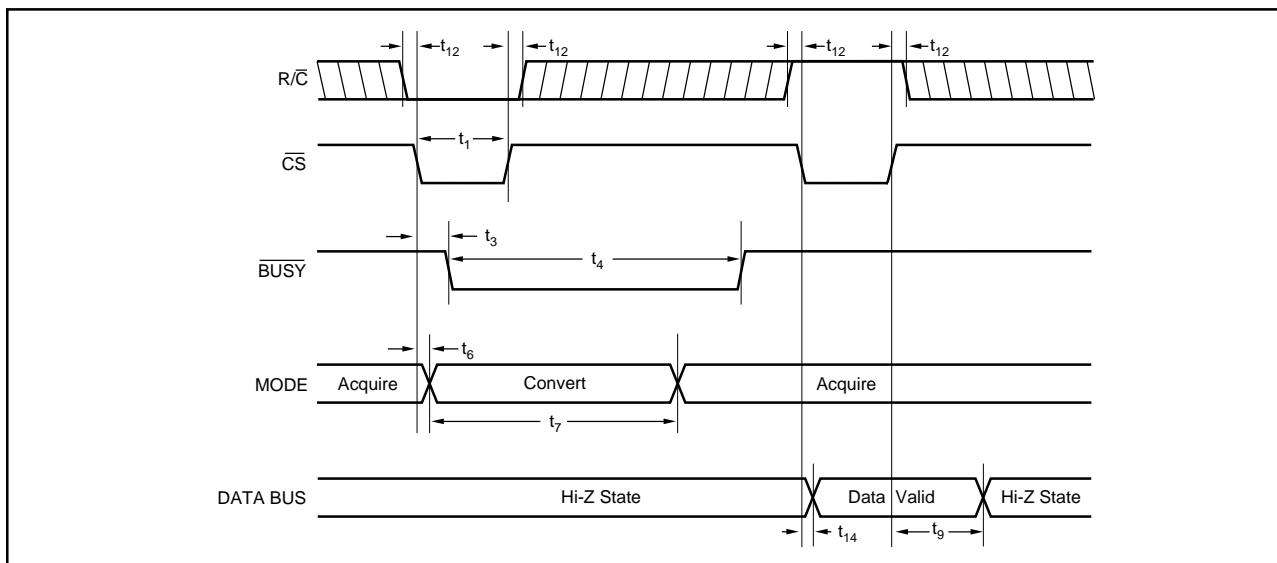 t12 t12 t12 t12
R/C̅
t1
C̅S̅
t3
t4
B̅U̅S̅Y̅
t6
MODE Acquire Convert Acquire
t7
DATA BUS Hi-Z State Data Valid Hi-Z State
t14 t9